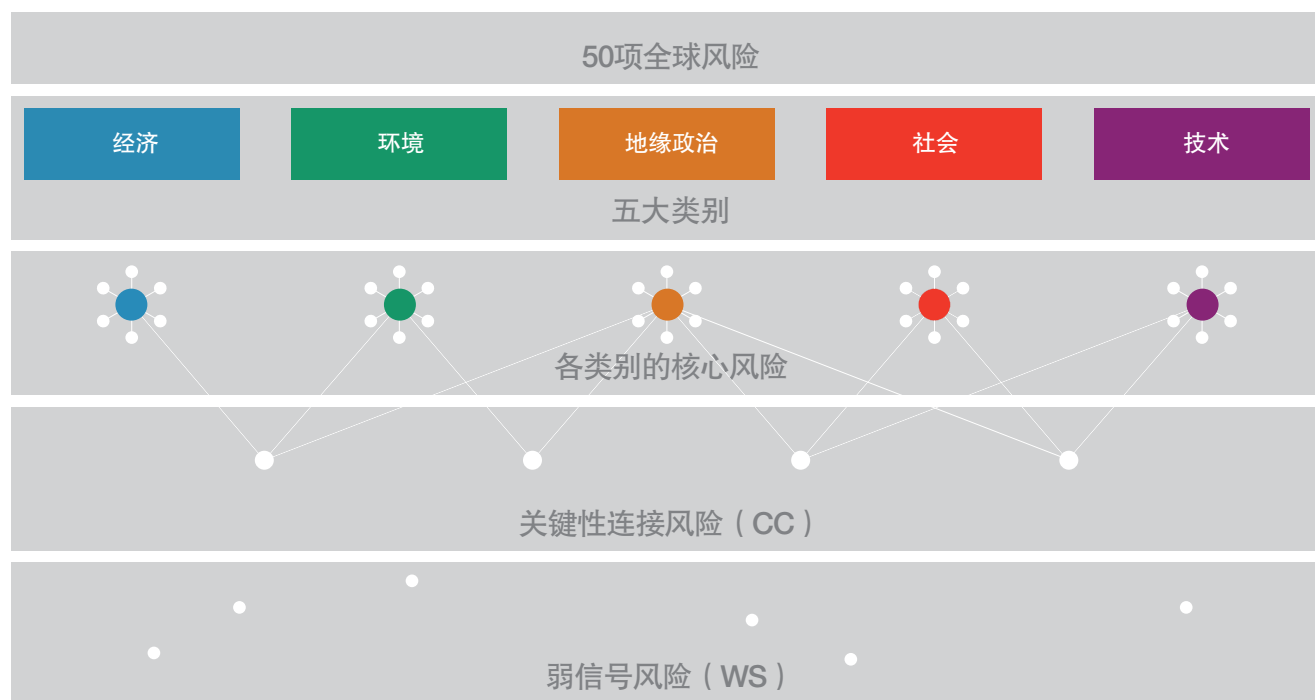 50项全球风险
经济
环境
地缘政治
社会
技术
五大类别
各类别的核心风险
关键性连接风险（CC）
弱信号风险（WS）